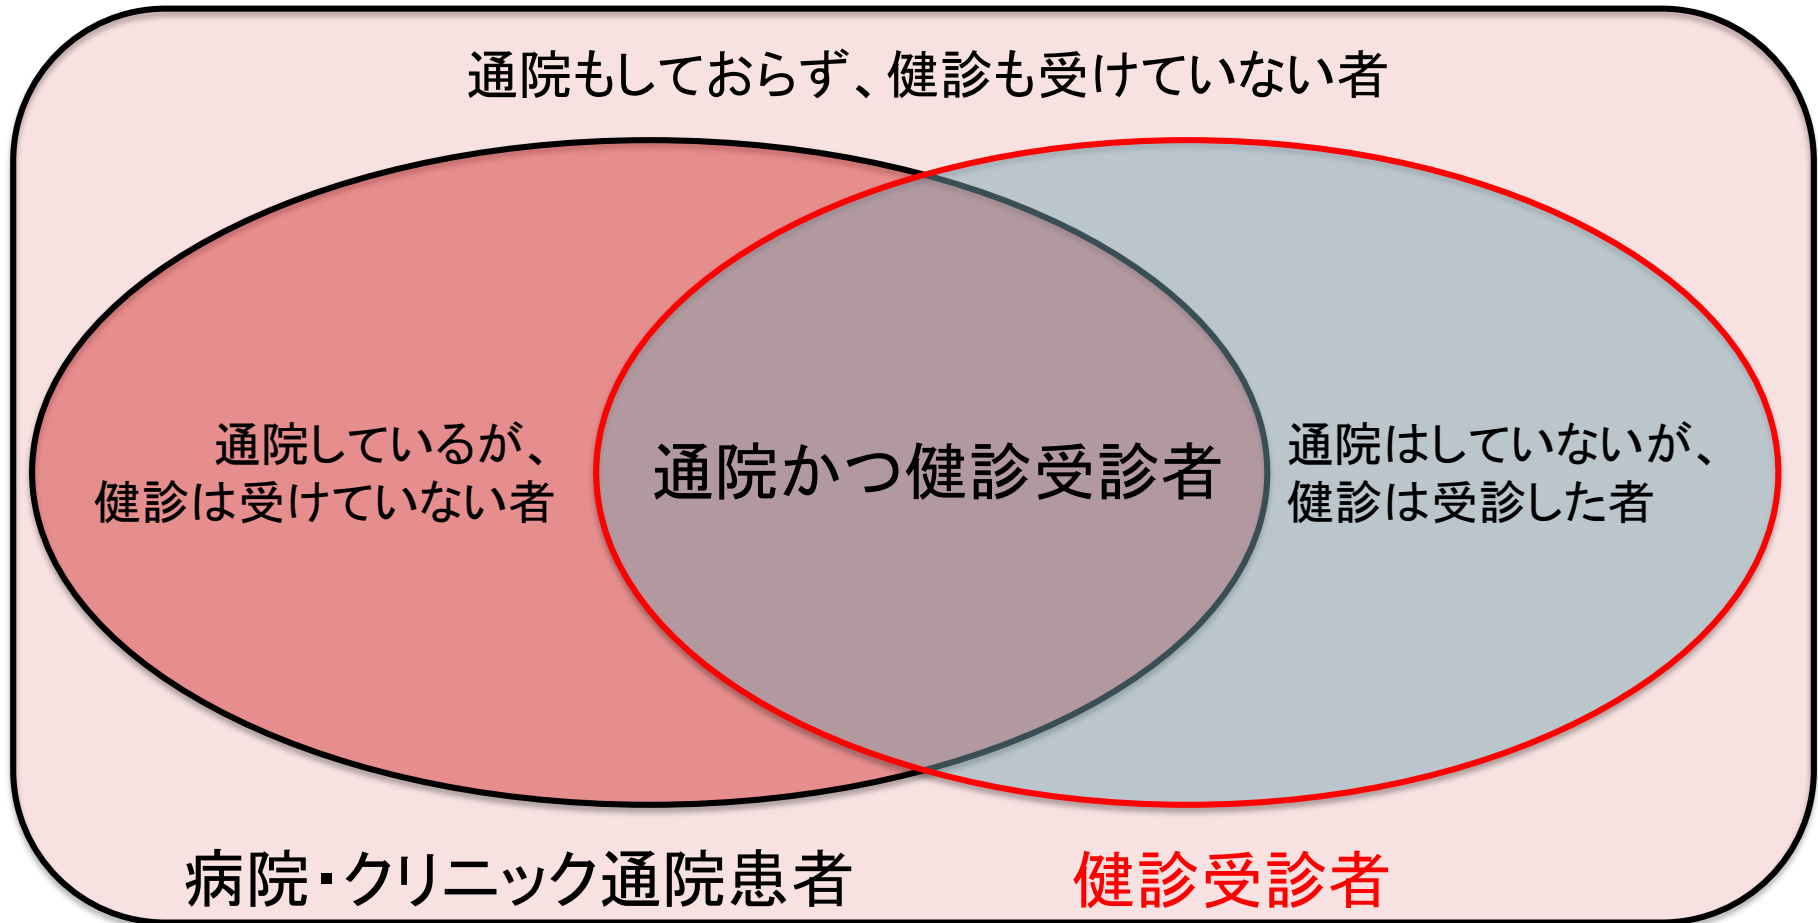 通院もしておらず、健診も受けていない者
通院しているが、
健診は受けていない者
通院かつ健診受診者
通院はしていないが、
健診は受診した者
病院・クリニック通院患者
健診受診者